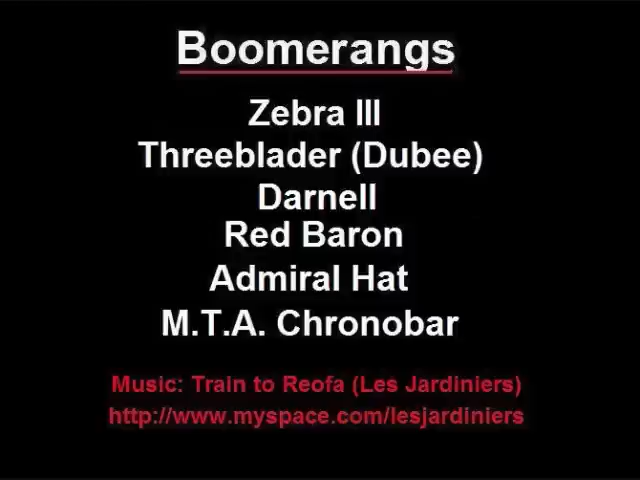 Boomerangs
Zebra III
Threeblader (Dubee)
Darnell
Red Baron
Admiral Hat
M.T.A. Chronobar
Music: Train to Reofa (Les Jardiniers)
http://www.myspace.com/lesjardiniers